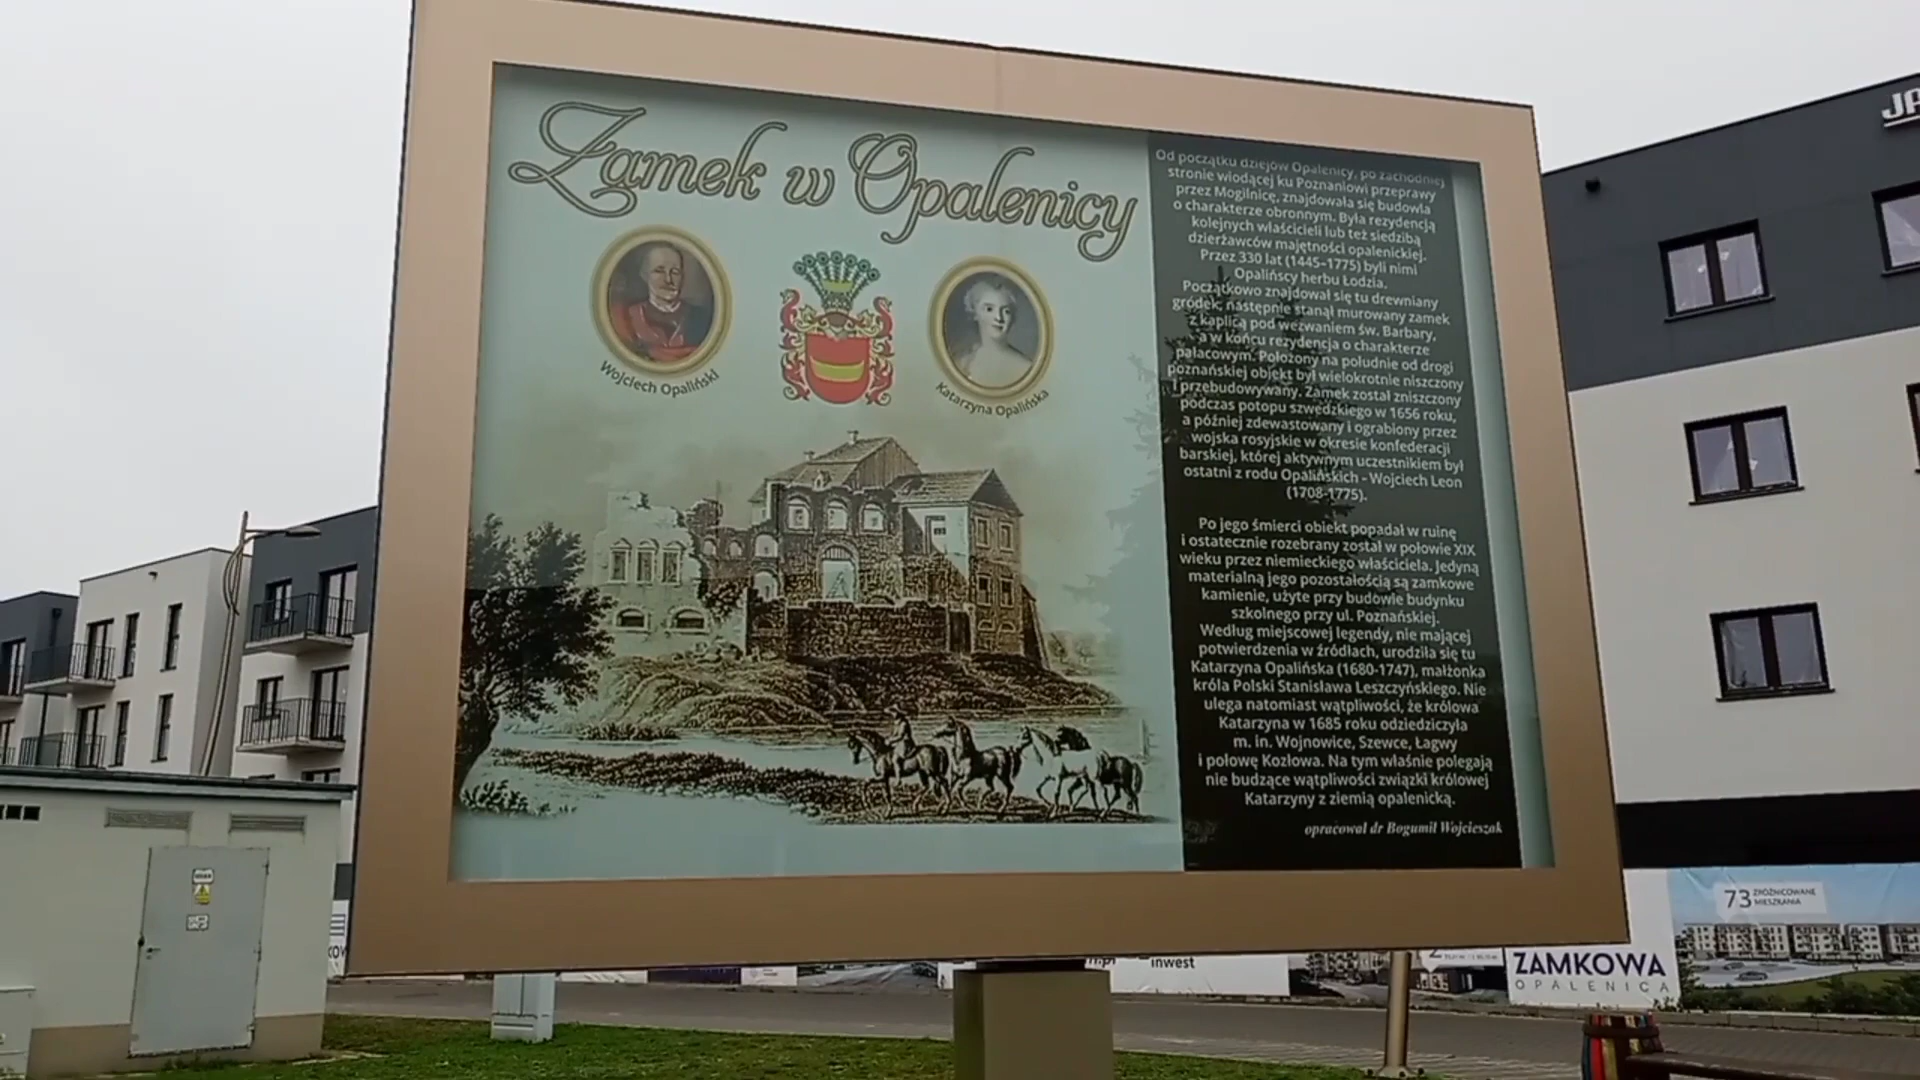 Zamek w Opalenicy
Wojciech Opaliński
Katarzyna Opalińska
Od początku dziejów Opalenicy, po zachodniej
stronie wiodącej ku Poznaniowi przeprawy
przez Mogilnicę, znajdowała się budowla
o charakterze obronnym. Była rezydencją
kolejnych właścicieli lub też siedzibą
dzierżawców majętności opalenickiej.
Przez 330 lat (1445-1775) byli nimi
Opalińscy herbu Łodzia.
Początkowo znajdował się tu drewniany
gródek, następnie stanął murowany zamek
z kaplicą pod wezwaniem św. Barbary,
a w końcu rezydencja o charakterze
pałacowym. Położony na południe od drogi
poznańskiej obiekt był wielokrotnie niszczony
i przebudowywany. Zamek został zniszczony
podczas potopu szwedzkiego w 1656 roku,
a później zdewastowany i ograbiony przez
wojska rosyjskie w okresie konfederacji
barskiej, której aktywnym uczestnikiem był
ostatni z rodu Opalińskich - Wojciech Leon
(1708-1775).
Po jego śmierci obiekt popadał w ruinę
i ostatecznie rozebrany został w połowie XIX
wieku przez niemieckiego właściciela. Jedyną
materialną jego pozostałością są zamkowe
kamienie, użyte przy budowie budynku
szkolnego przy ul. Poznańskiej.
Według miejscowej legendy, nie mającej
potwierdzenia w źródłach, urodziła się tu
Katarzyna Opalińska (1680-1747), małżonka
króla Polski Stanisława Leszczyńskiego. Nie
ulega natomiast wątpliwości, że królowa
Katarzyna w 1685 roku odziedziczyła
m. in. Wojnowice, Szewce, Łagwy
i połowę Kozłowa. Na tym właśnie polegają
nie budzące wątpliwości związki królowej
Katarzyny z ziemią opalenicką.
opracował dr Bogumił Wojcieszak
JA
73 ZRÓŻNICOWANE
MIESZKANIA
ZAMKOWA
OPALENICA
invest